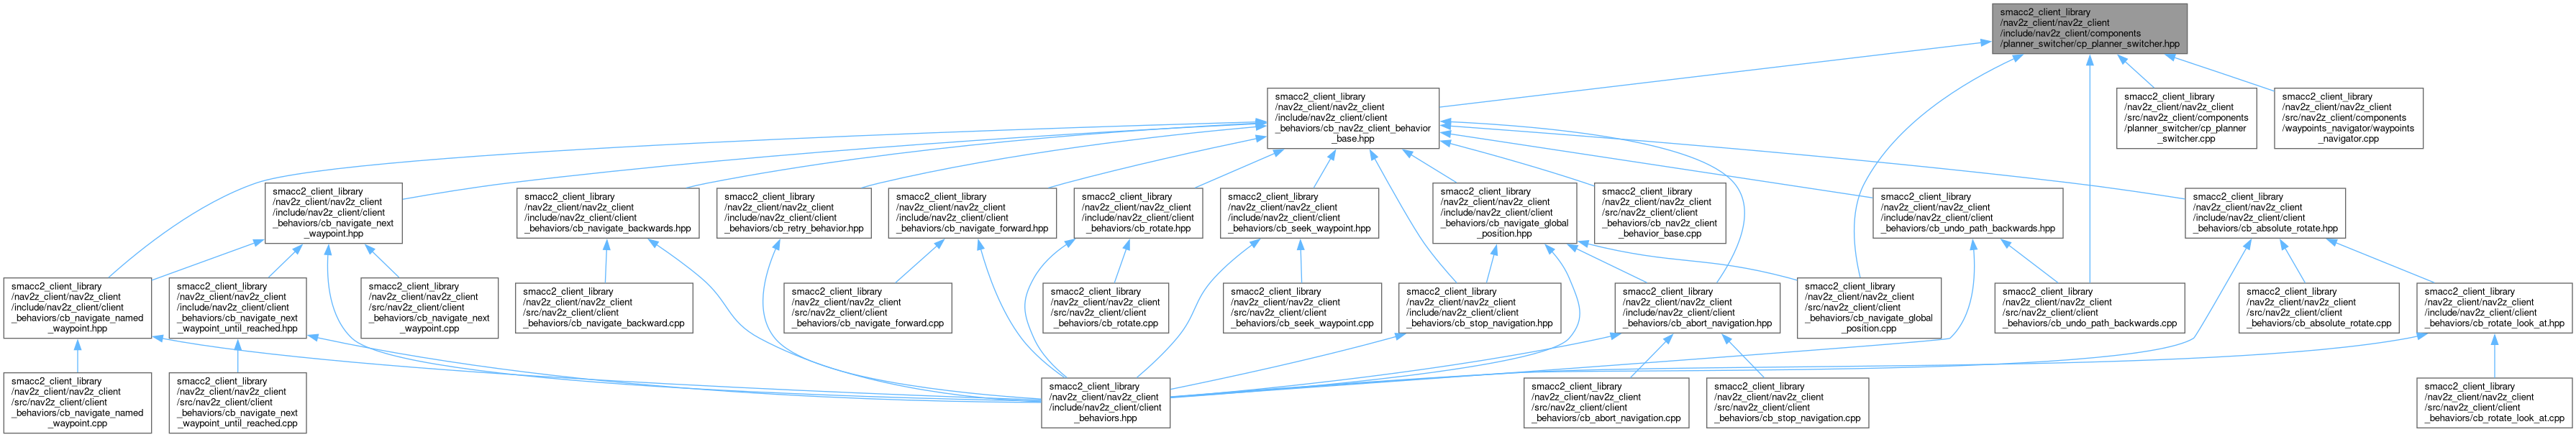 smacc2_client_library
/nav2z_client/nav2z_client
/include/nav2z_client/components
/planner_switcher/cp_planner_switcher.hpp
smacc2_client_library
/nav2z_client/nav2z_client
/include/nav2z_client/client
_behaviors/cb_nav2z_client_behavior
_base.hpp
smacc2_client_library
/nav2z_client/nav2z_client
/src/nav2z_client/components
/planner_switcher/cp_planner
_switcher.cpp
smacc2_client_library
/nav2z_client/nav2z_client
/src/nav2z_client/components
/waypoints_navigator/waypoints
_navigator.cpp
smacc2_client_library
/nav2z_client/nav2z_client
/include/nav2z_client/client
_behaviors/cb_navigate_next
_waypoint.hpp
smacc2_client_library
/nav2z_client/nav2z_client
/include/nav2z_client/client
_behaviors/cb_navigate_backwards.hpp
smacc2_client_library
/nav2z_client/nav2z_client
/include/nav2z_client/client
_behaviors/cb_retry_behavior.hpp
smacc2_client_library
/nav2z_client/nav2z_client
/include/nav2z_client/client
_behaviors/cb_navigate_forward.hpp
smacc2_client_library
/nav2z_client/nav2z_client
/include/nav2z_client/client
_behaviors/cb_rotate.hpp
smacc2_client_library
/nav2z_client/nav2z_client
/include/nav2z_client/client
_behaviors/cb_seek_waypoint.hpp
smacc2_client_library
/nav2z_client/nav2z_client
/include/nav2z_client/client
_behaviors/cb_navigate_global
_position.hpp
smacc2_client_library
/nav2z_client/nav2z_client
/src/nav2z_client/client
_behaviors/cb_nav2z_client
_behavior_base.cpp
smacc2_client_library
/nav2z_client/nav2z_client
/include/nav2z_client/client
_behaviors/cb_undo_path_backwards.hpp
smacc2_client_library
/nav2z_client/nav2z_client
/include/nav2z_client/client
_behaviors/cb_absolute_rotate.hpp
smacc2_client_library
/nav2z_client/nav2z_client
/include/nav2z_client/client
_behaviors/cb_navigate_named
_waypoint.hpp
smacc2_client_library
/nav2z_client/nav2z_client
/include/nav2z_client/client
_behaviors/cb_navigate_next
_waypoint_until_reached.hpp
smacc2_client_library
/nav2z_client/nav2z_client
/src/nav2z_client/client
_behaviors/cb_navigate_next
_waypoint.cpp
smacc2_client_library
/nav2z_client/nav2z_client
/src/nav2z_client/client
_behaviors/cb_navigate_backward.cpp
smacc2_client_library
/nav2z_client/nav2z_client
/src/nav2z_client/client
_behaviors/cb_navigate_forward.cpp
smacc2_client_library
/nav2z_client/nav2z_client
/src/nav2z_client/client
_behaviors/cb_rotate.cpp
smacc2_client_library
/nav2z_client/nav2z_client
/src/nav2z_client/client
_behaviors/cb_seek_waypoint.cpp
smacc2_client_library
/nav2z_client/nav2z_client
/include/nav2z_client/client
_behaviors/cb_stop_navigation.hpp
smacc2_client_library
/nav2z_client/nav2z_client
/include/nav2z_client/client
_behaviors/cb_abort_navigation.hpp
smacc2_client_library
/nav2z_client/nav2z_client
/src/nav2z_client/client
_behaviors/cb_navigate_global
_position.cpp
smacc2_client_library
/nav2z_client/nav2z_client
/src/nav2z_client/client
_behaviors/cb_undo_path_backwards.cpp
smacc2_client_library
/nav2z_client/nav2z_client
/src/nav2z_client/client
_behaviors/cb_absolute_rotate.cpp
smacc2_client_library
/nav2z_client/nav2z_client
/include/nav2z_client/client
_behaviors/cb_rotate_look_at.hpp
smacc2_client_library
/nav2z_client/nav2z_client
/src/nav2z_client/client
_behaviors/cb_navigate_named
_waypoint.cpp
smacc2_client_library
/nav2z_client/nav2z_client
/src/nav2z_client/client
_behaviors/cb_navigate_next
_waypoint_until_reached.cpp
smacc2_client_library
/nav2z_client/nav2z_client
/include/nav2z_client/client
_behaviors.hpp
smacc2_client_library
/nav2z_client/nav2z_client
/src/nav2z_client/client
_behaviors/cb_abort_navigation.cpp
smacc2_client_library
/nav2z_client/nav2z_client
/src/nav2z_client/client
_behaviors/cb_stop_navigation.cpp
smacc2_client_library
/nav2z_client/nav2z_client
/src/nav2z_client/client
_behaviors/cb_rotate_look_at.cpp